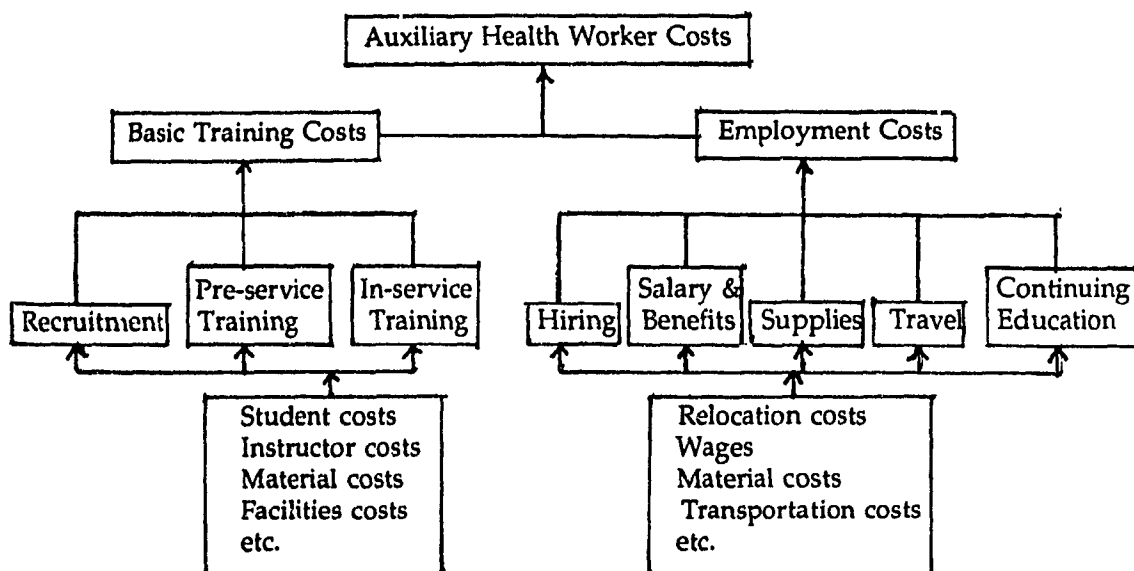 Auxiliary Health Worker Costs
Basic Training Costs
Employment Costs
Recruitment
Pre-service
Training
In-service
Training
Hiring
Salary &
Benefits
Supplies
Travel
Continuing
Education
Student costs
Instructor costs
Material costs
Facilities costs
etc.
Relocation costs
Wages
Material costs
Transportation costs
etc.